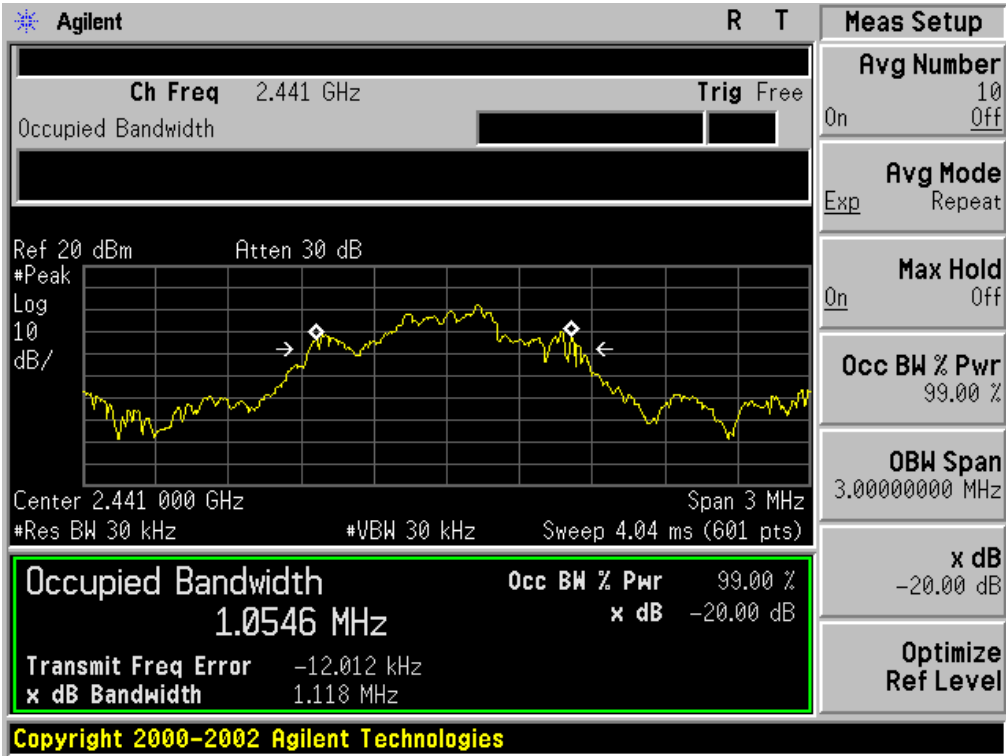 Agilent R T
Ch Freq 2.441 GHz Trig Free
Occupied Bandwidth
Ref 20 dBm Atten 30 dB
#Peak
Log
10
dB/
Center 2.441 000 GHz Span 3 MHz
#Res BW 30 kHz #VBW 30 kHz Sweep 4.04 ms (601 pts)
Occupied Bandwidth Occ BW % Pwr 99.00 %
1.0546 MHz x dB -20.00 dB
Transmit Freq Error -12.012 kHz
x dB Bandwidth 1.118 MHz
Copyright 2000-2002 Agilent Technologies
Meas Setup
Avg Number
10
On Off
Avg Mode
Exp Repeat
Max Hold
On Off
Occ BW % Pwr
99.00 %
OBW Span
3.00000000 MHz
x dB
-20.00 dB
Optimize
Ref Level